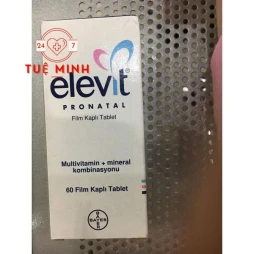 24 7
TUỆ MINH
elevit
PRONATAL
Film Kaplı Tablet
Multivitamin + mineral
kombinasyonu
60 Film Kaplı Tablet
BAYER